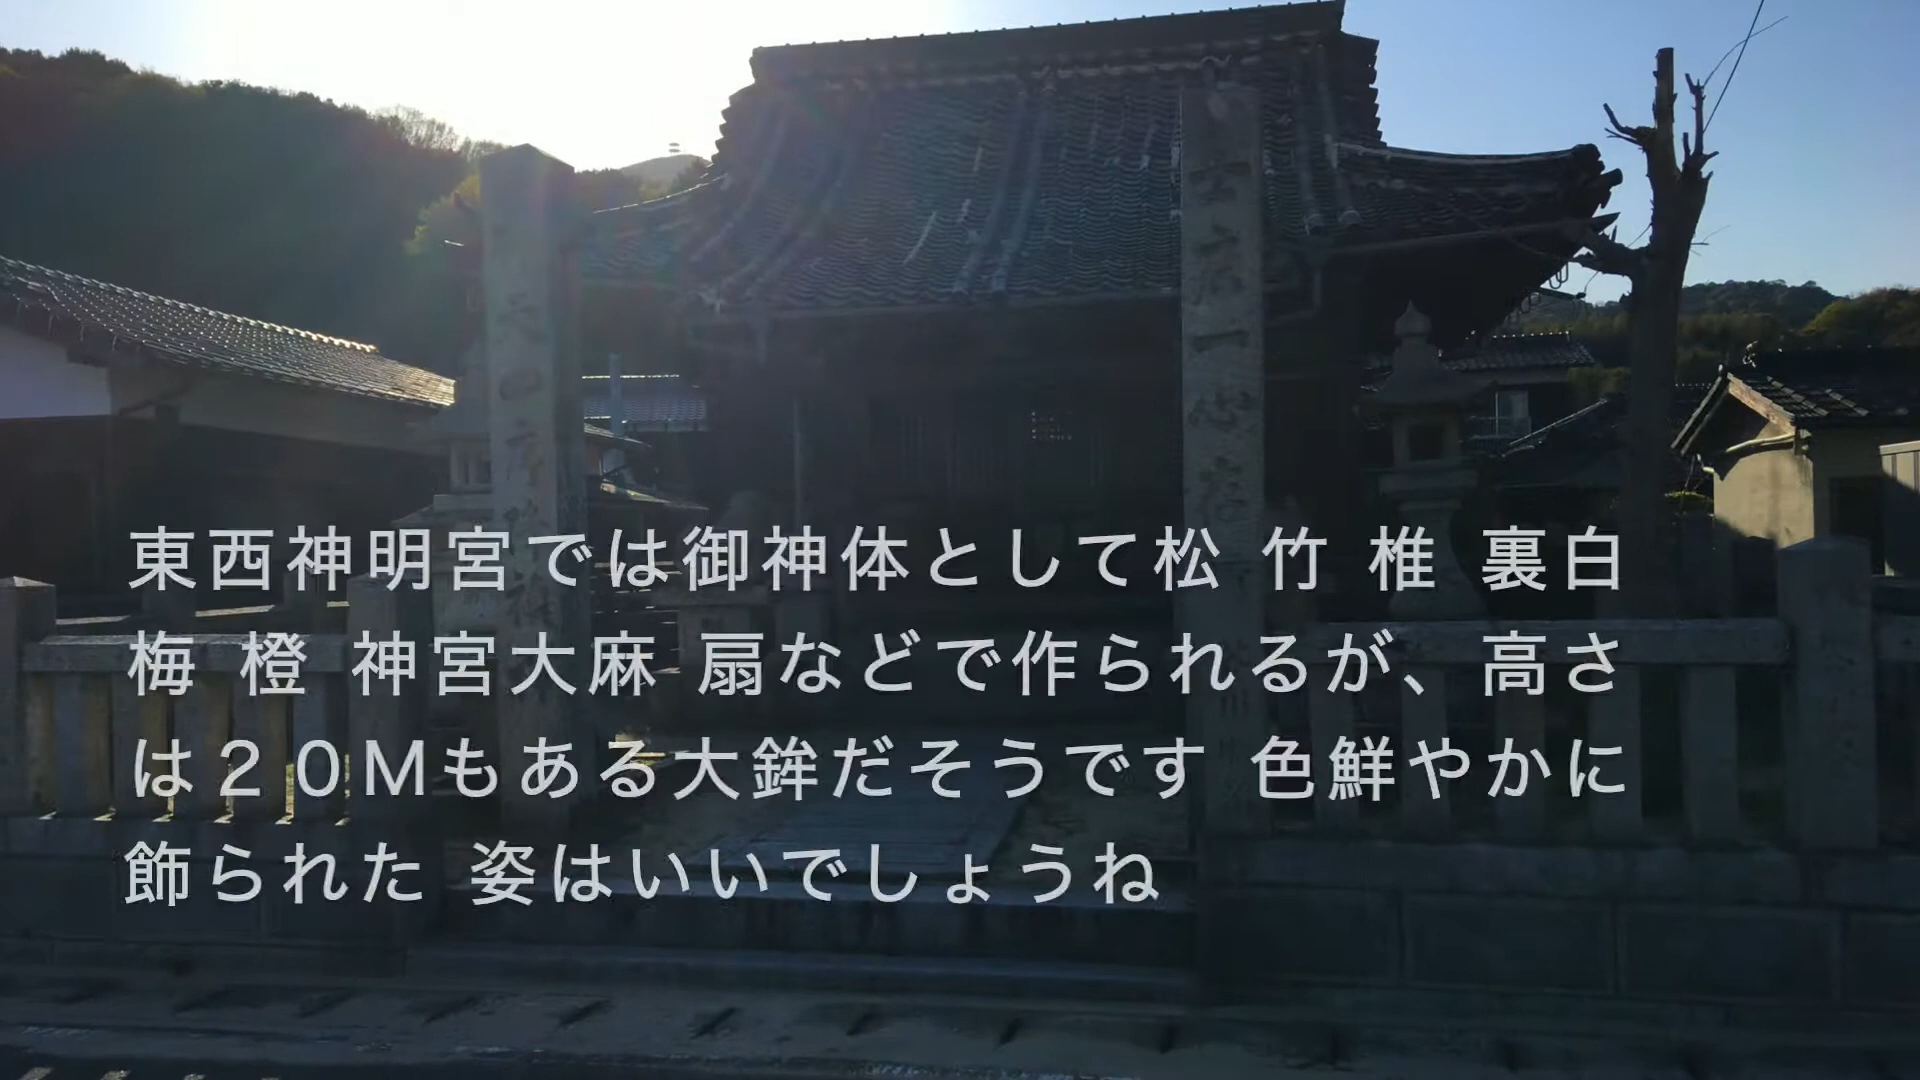 東西神明宮では御神体として松 竹 椎 裏白
梅 橙 神宮大麻 扇などで作られるが、高さ
は２０Ｍもある大鉾だそうです 色鮮やかに
飾られた 姿はいいでしょうね